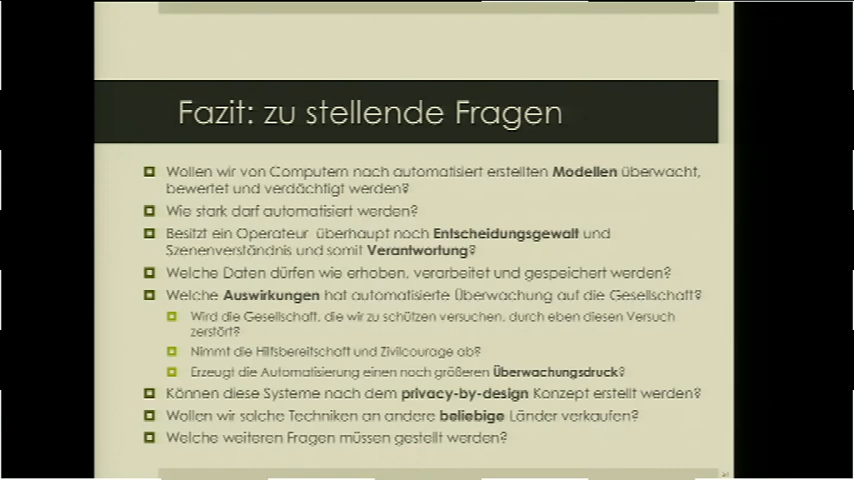 Fazit: zu stellende Fragen
Wollen wir von Computern nach automatisiert erstellten Modellen überwacht,
bewertet und verdächtigt werden?
Wie stark darf automatisiert werden?
Besitzt ein Operateur überhaupt noch Entscheidungsgewalt und
Szenenverständnis und somit Verantwortung?
Welche Daten dürfen wie erhoben, verarbeitet und gespeichert werden?
Welche Auswirkungen hat automatisierte Überwachung auf die Gesellschaft?
Wird die Gesellschaft, die wir zu schützen versuchen, durch eben diesen Versuch
zerstört?
Nimmt die Hilfsbereitschaft und Zivilcourage ab?
Erzeugt die Automatisierung einen noch größeren Überwachungsdruck?
Können diese Systeme nach dem privacy-by-design Konzept erstellt werden?
Wollen wir solche Techniken an andere beliebige Länder verkaufen?
Welche weiteren Fragen müssen gestellt werden?